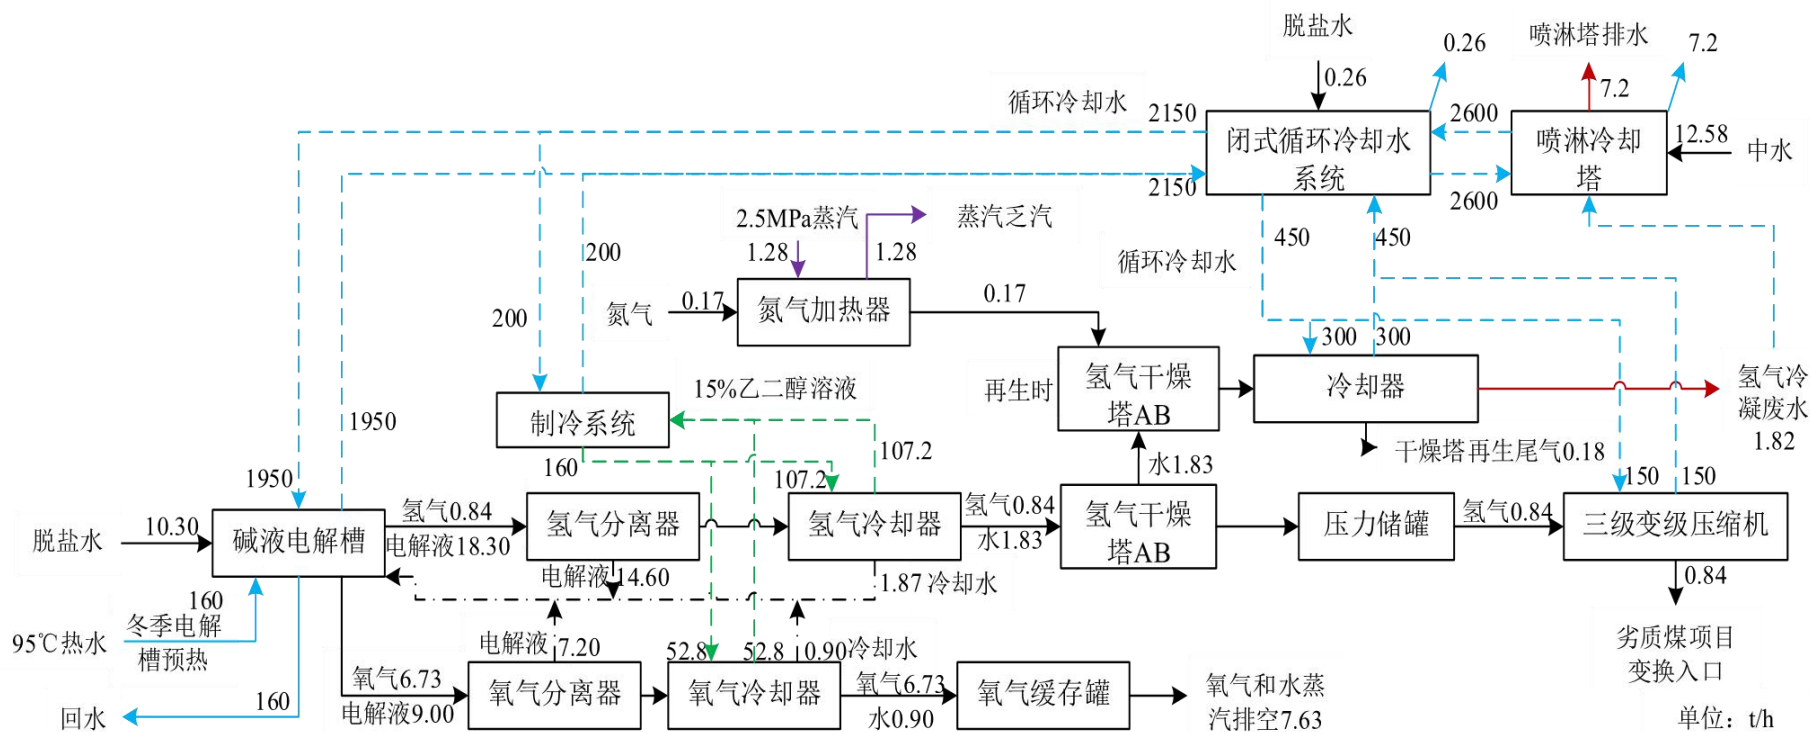 脱盐水
0.26
喷淋塔排水
7.2
0.26
7.2
循环冷却水
2150
闭式循环冷却水
系统
2600
喷淋冷却
塔
12.58
中水
2150
2600
2.5MPa蒸汽
蒸汽乏汽
1.28
1.28
200
450
450
循环冷却水
氮气
0.17
氮气加热器
0.17
200
300
300
再生时
氢气干燥
塔AB
冷却器
氢气冷
凝废水
1.82
15%乙二醇溶液
制冷系统
1950
160
107.2
107.2
水1.83
干燥塔再生尾气0.18
1950
150
150
脱盐水
10.30
碱液电解槽
氢气0.84
电解液18.30
氢气分离器
氢气冷却器
氢气0.84
水1.83
氢气干燥
塔AB
压力储罐
氢气0.84
三级变级压缩机
电解液14.60
1.87冷却水
0.84
160
95℃热水
冬季电解
槽预热
电解液
7.20
52.8
52.8
0.90冷却水
劣质煤项目
变换入口
160
回水
氧气6.73
电解液9.00
氧气分离器
氧气冷却器
氧气6.73
水0.90
氧气缓存罐
氧气和水蒸
汽排空7.63
单位：t/h